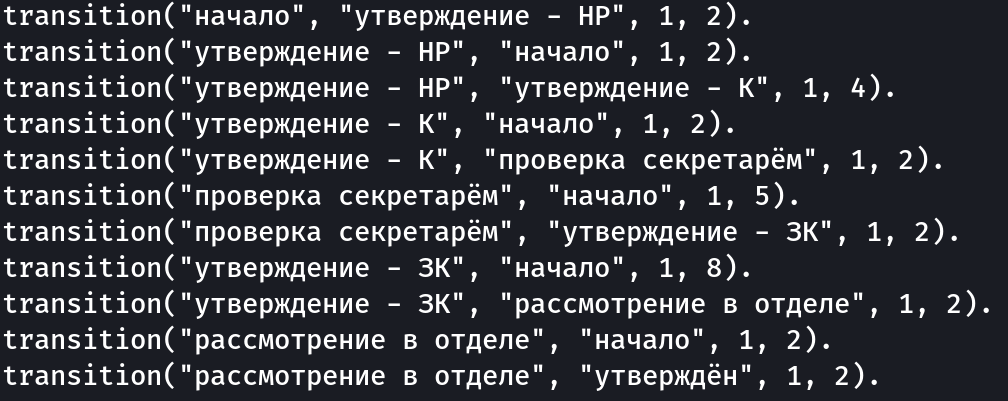 transition("начало", "утверждение - НР", 1, 2).
transition("утверждение - НР", "начало", 1, 2).
transition("утверждение - НР", "утверждение - К", 1, 4).
transition("утверждение - К", "начало", 1, 2).
transition("утверждение - К", "проверка секретарём", 1, 2).
transition("проверка секретарём", "начало", 1, 5).
transition("проверка секретарём", "утверждение - ЗК", 1, 2).
transition("утверждение - ЗК", "начало", 1, 8).
transition("утверждение - ЗК", "рассмотрение в отделе", 1, 2).
transition("рассмотрение в отделе", "начало", 1, 2).
transition("рассмотрение в отделе", "утверждён", 1, 2).